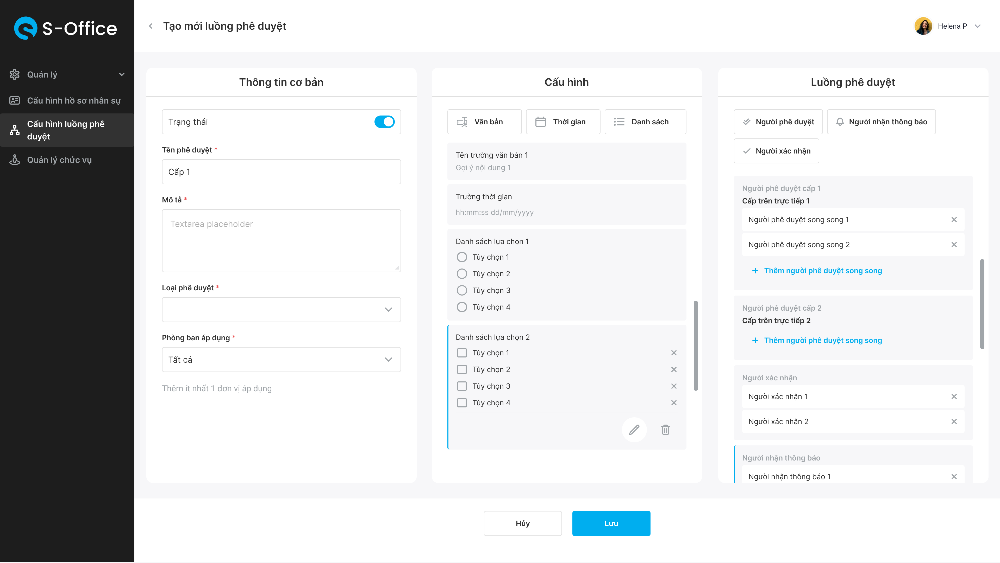 S-Office
Tạo mới luồng phê duyệt
Helena P
Quản lý
Cấu hình hồ sơ nhân sự
Cấu hình luồng phê
duyệt
Quản lý chức vụ
Thông tin cơ bản
Trạng thái
Tên phê duyệt *
Cấp 1
Mô tả *
Textarea placeholder
Loại phê duyệt *
Phòng ban áp dụng *
Tất cả
Thêm ít nhất 1 đơn vị áp dụng
Cấu hình
Văn bản
Thời gian
Danh sách
Tên trường văn bản 1
Gợi ý nội dung 1
Trường thời gian
hh:mm:ss dd/mm/yyyy
Danh sách lựa chọn 1
Tùy chọn 1
Tùy chọn 2
Tùy chọn 3
Tùy chọn 4
Danh sách lựa chọn 2
Tùy chọn 1
Tùy chọn 2
Tùy chọn 3
Tùy chọn 4
Luồng phê duyệt
Người phê duyệt
Người nhận thông báo
Người xác nhận
Người phê duyệt cấp 1
Cấp trên trực tiếp 1
Người phê duyệt song song 1
Người phê duyệt song song 2
+ Thêm người phê duyệt song song
Người phê duyệt cấp 2
Cấp trên trực tiếp 2
+ Thêm người phê duyệt song song
Người xác nhận
Người xác nhận 1
Người xác nhận 2
Người nhận thông báo
Người nhận thông báo 1
Hủy
Lưu